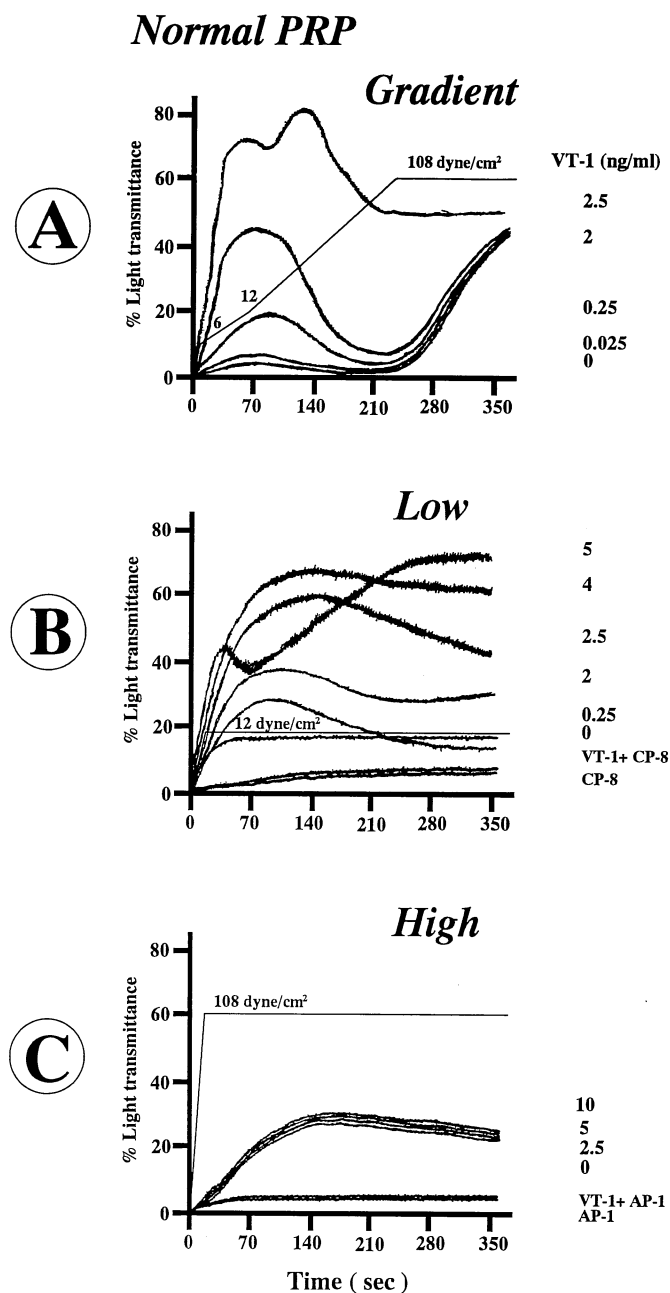 Normal PRP
Gradient
A
% Light transmittance
80
60
40
20
0
6
12
108 dyne/cm²
VT-1 (ng/ml)
2.5
2
0.25
0.025
0
0 70 140 210 280 350
Low
B
% Light transmittance
80
60
40
20
0
12 dyne/cm²
5
4
2.5
2
0.25
0
VT-1+ CP-8
CP-8
0 70 140 210 280 350
High
C
% Light transmittance
80
60
40
20
0
108 dyne/cm²
10
5
2.5
0
VT-1+ AP-1
AP-1
0 70 140 210 280 350
Time ( sec )